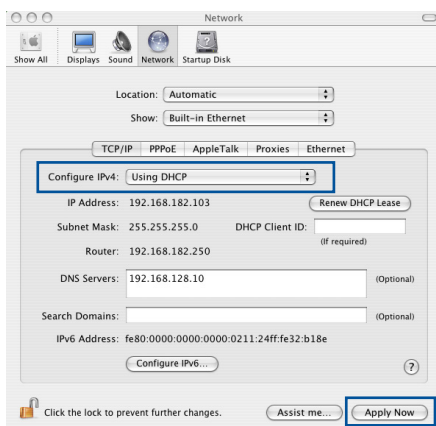 Network
Show All Displays Sound Network Startup Disk
Location: Automatic
Show: Built-in Ethernet
TCP/IP PPPoE AppleTalk Proxies Ethernet
Configure IPv4: Using DHCP
IP Address: 192.168.182.103 Renew DHCP Lease
Subnet Mask: 255.255.255.0 DHCP Client ID:
(If required)
Router: 192.168.182.250
DNS Servers: 192.168.128.10 (Optional)
Search Domains: (Optional)
IPv6 Address: fe80:0000:0000:0000:0211:24ff:fe32:b18e
Configure IPv6... ?
Click the lock to prevent further changes. Assist me... Apply Now